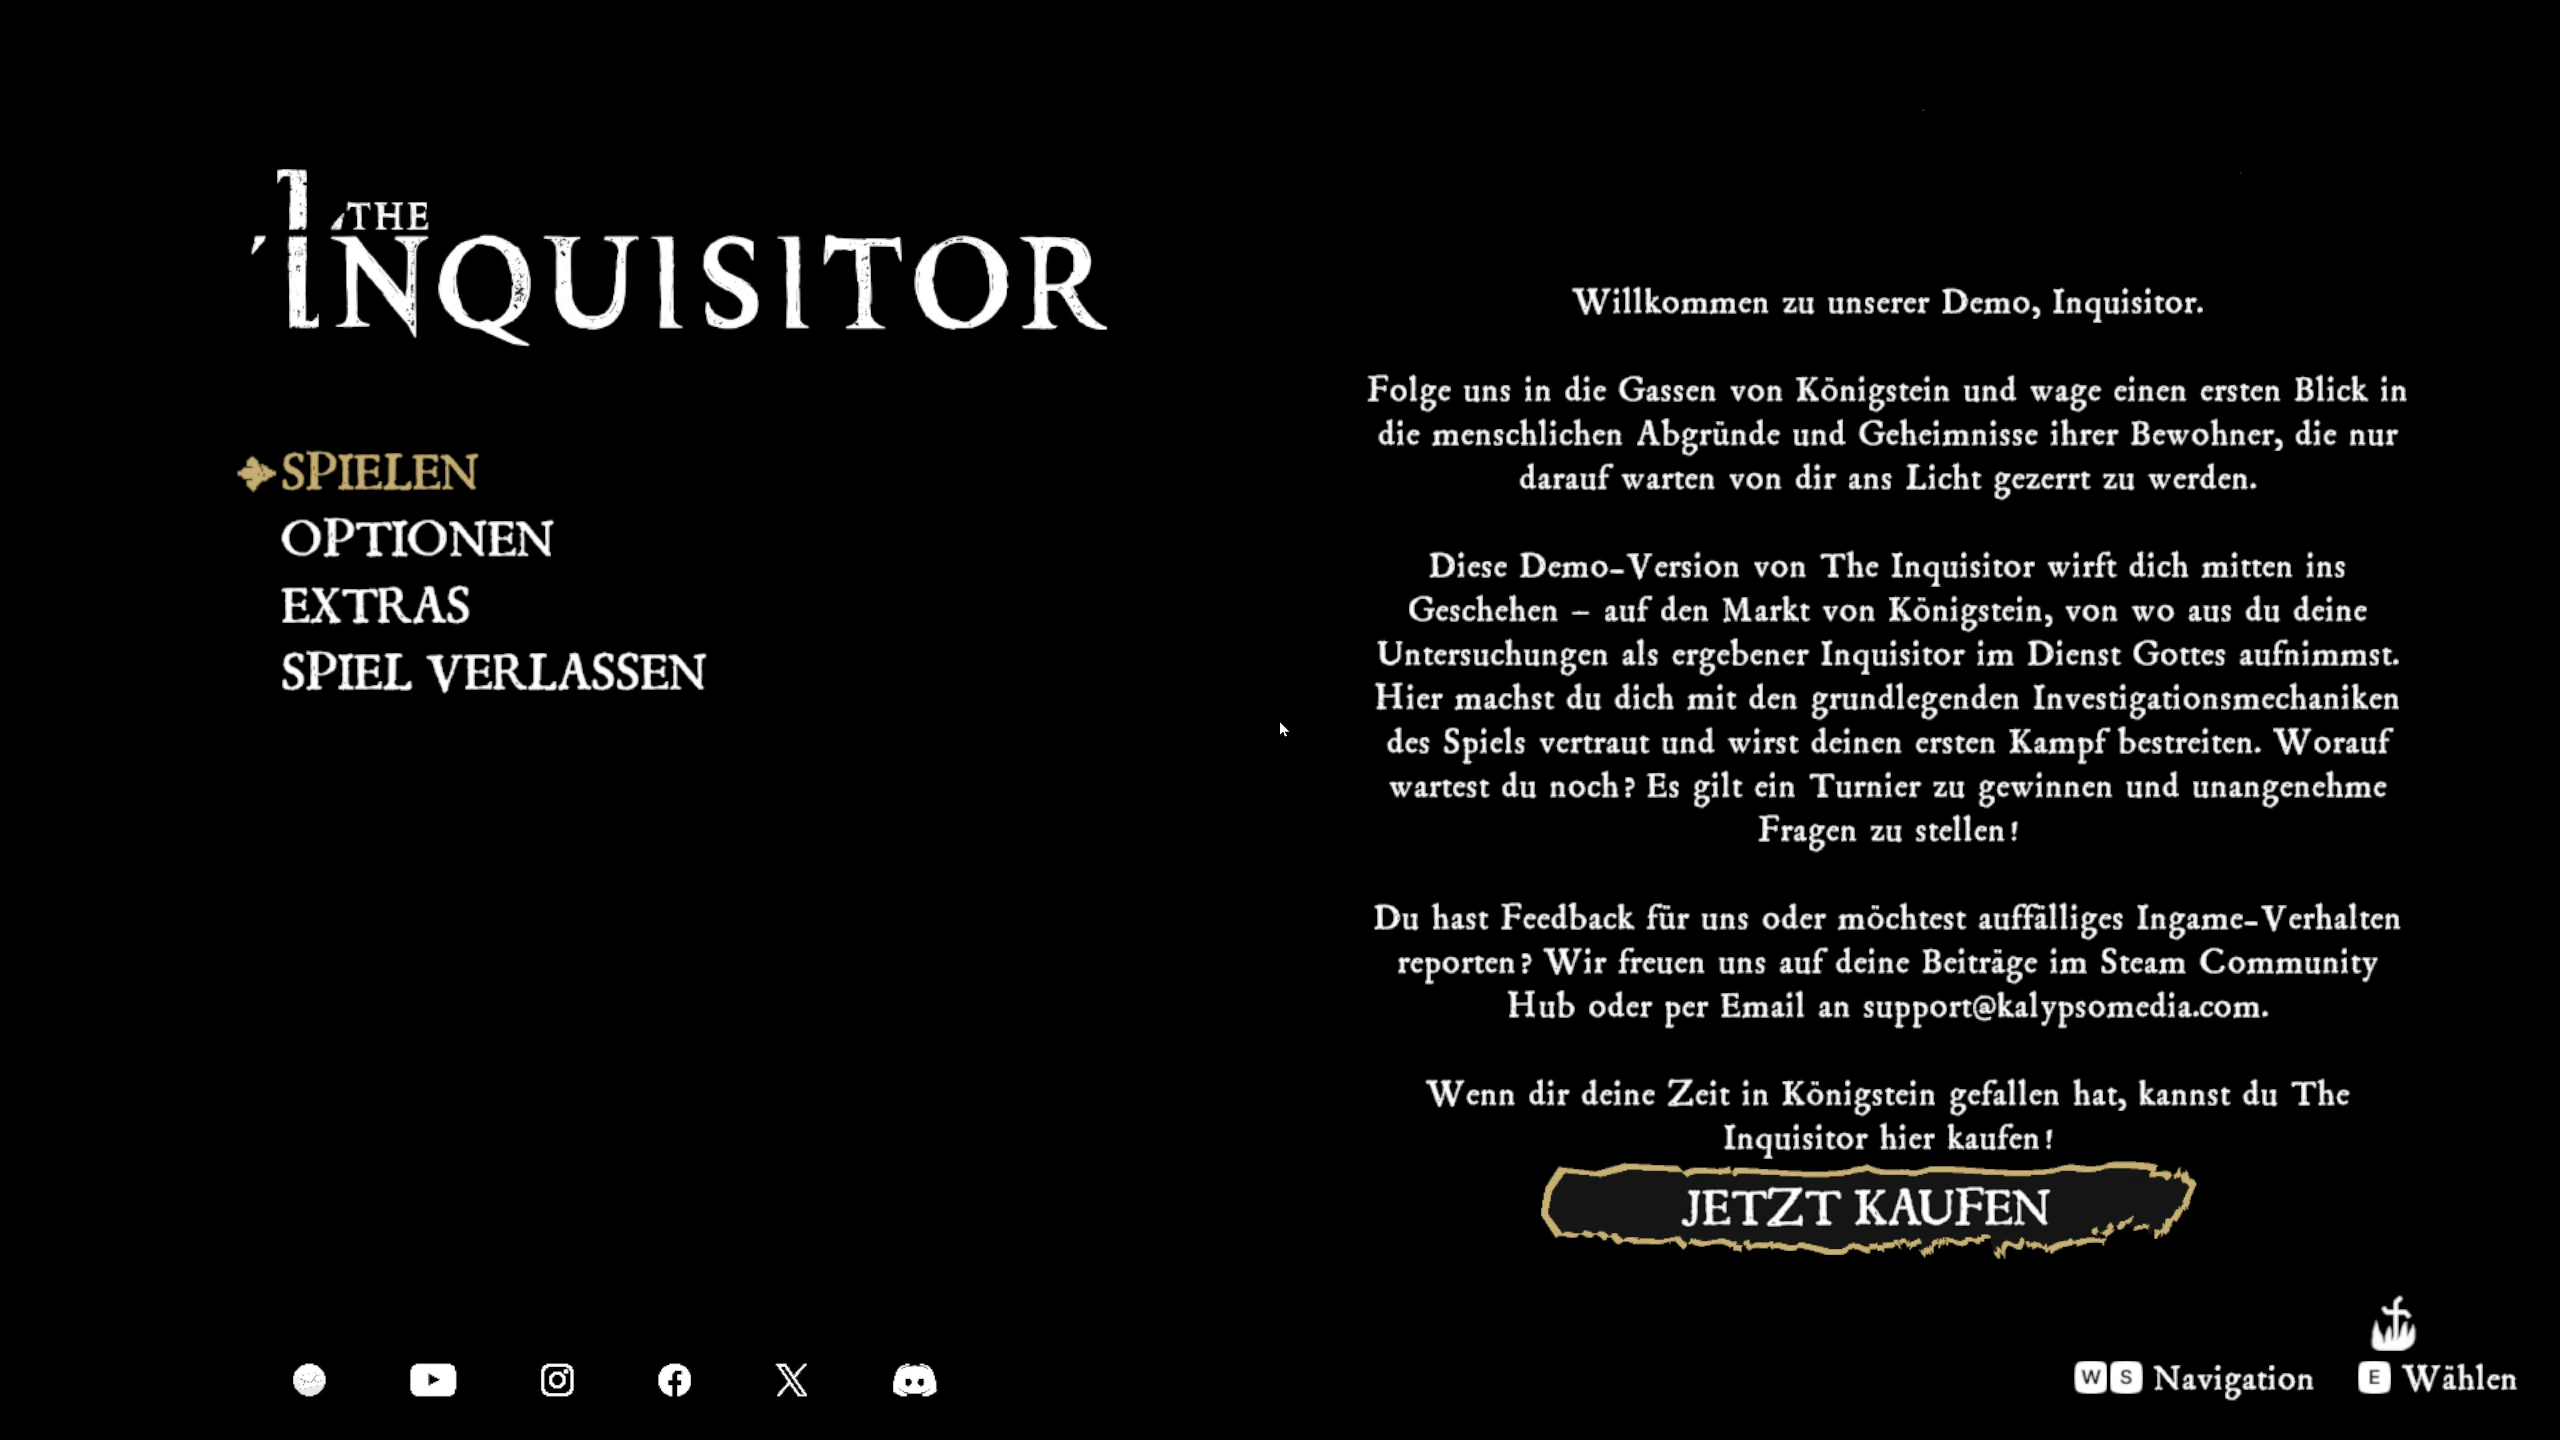 THE
INQUISITOR
SPIELEN
OPTIONEN
EXTRAS
SPIEL VERLASSEN
Willkommen zu unserer Demo, Inquisitor.
Folge uns in die Gassen von Königstein und wage einen ersten Blick in
die menschlichen Abgründe und Geheimnisse ihrer Bewohner, die nur
darauf warten von dir ans Licht gezerrt zu werden.
Diese Demo-Version von The Inquisitor wirft dich mitten ins
Geschehen – auf den Markt von Königstein, von wo aus du deine
Untersuchungen als ergebener Inquisitor im Dienst Gottes aufnimmst.
Hier machst du dich mit den grundlegenden Investigationsmechaniken
des Spiels vertraut und wirst deinen ersten Kampf bestreiten. Worauf
wartest du noch? Es gilt ein Turnier zu gewinnen und unangenehme
Fragen zu stellen!
Du hast Feedback für uns oder möchtest auffälliges Ingame-Verhalten
reporten? Wir freuen uns auf deine Beiträge im Steam Community
Hub oder per Email an support@kalypsomedia.com.
Wenn dir deine Zeit in Königstein gefallen hat, kannst du The
Inquisitor hier kaufen!
JETZT KAUFEN
W S Navigation E Wählen